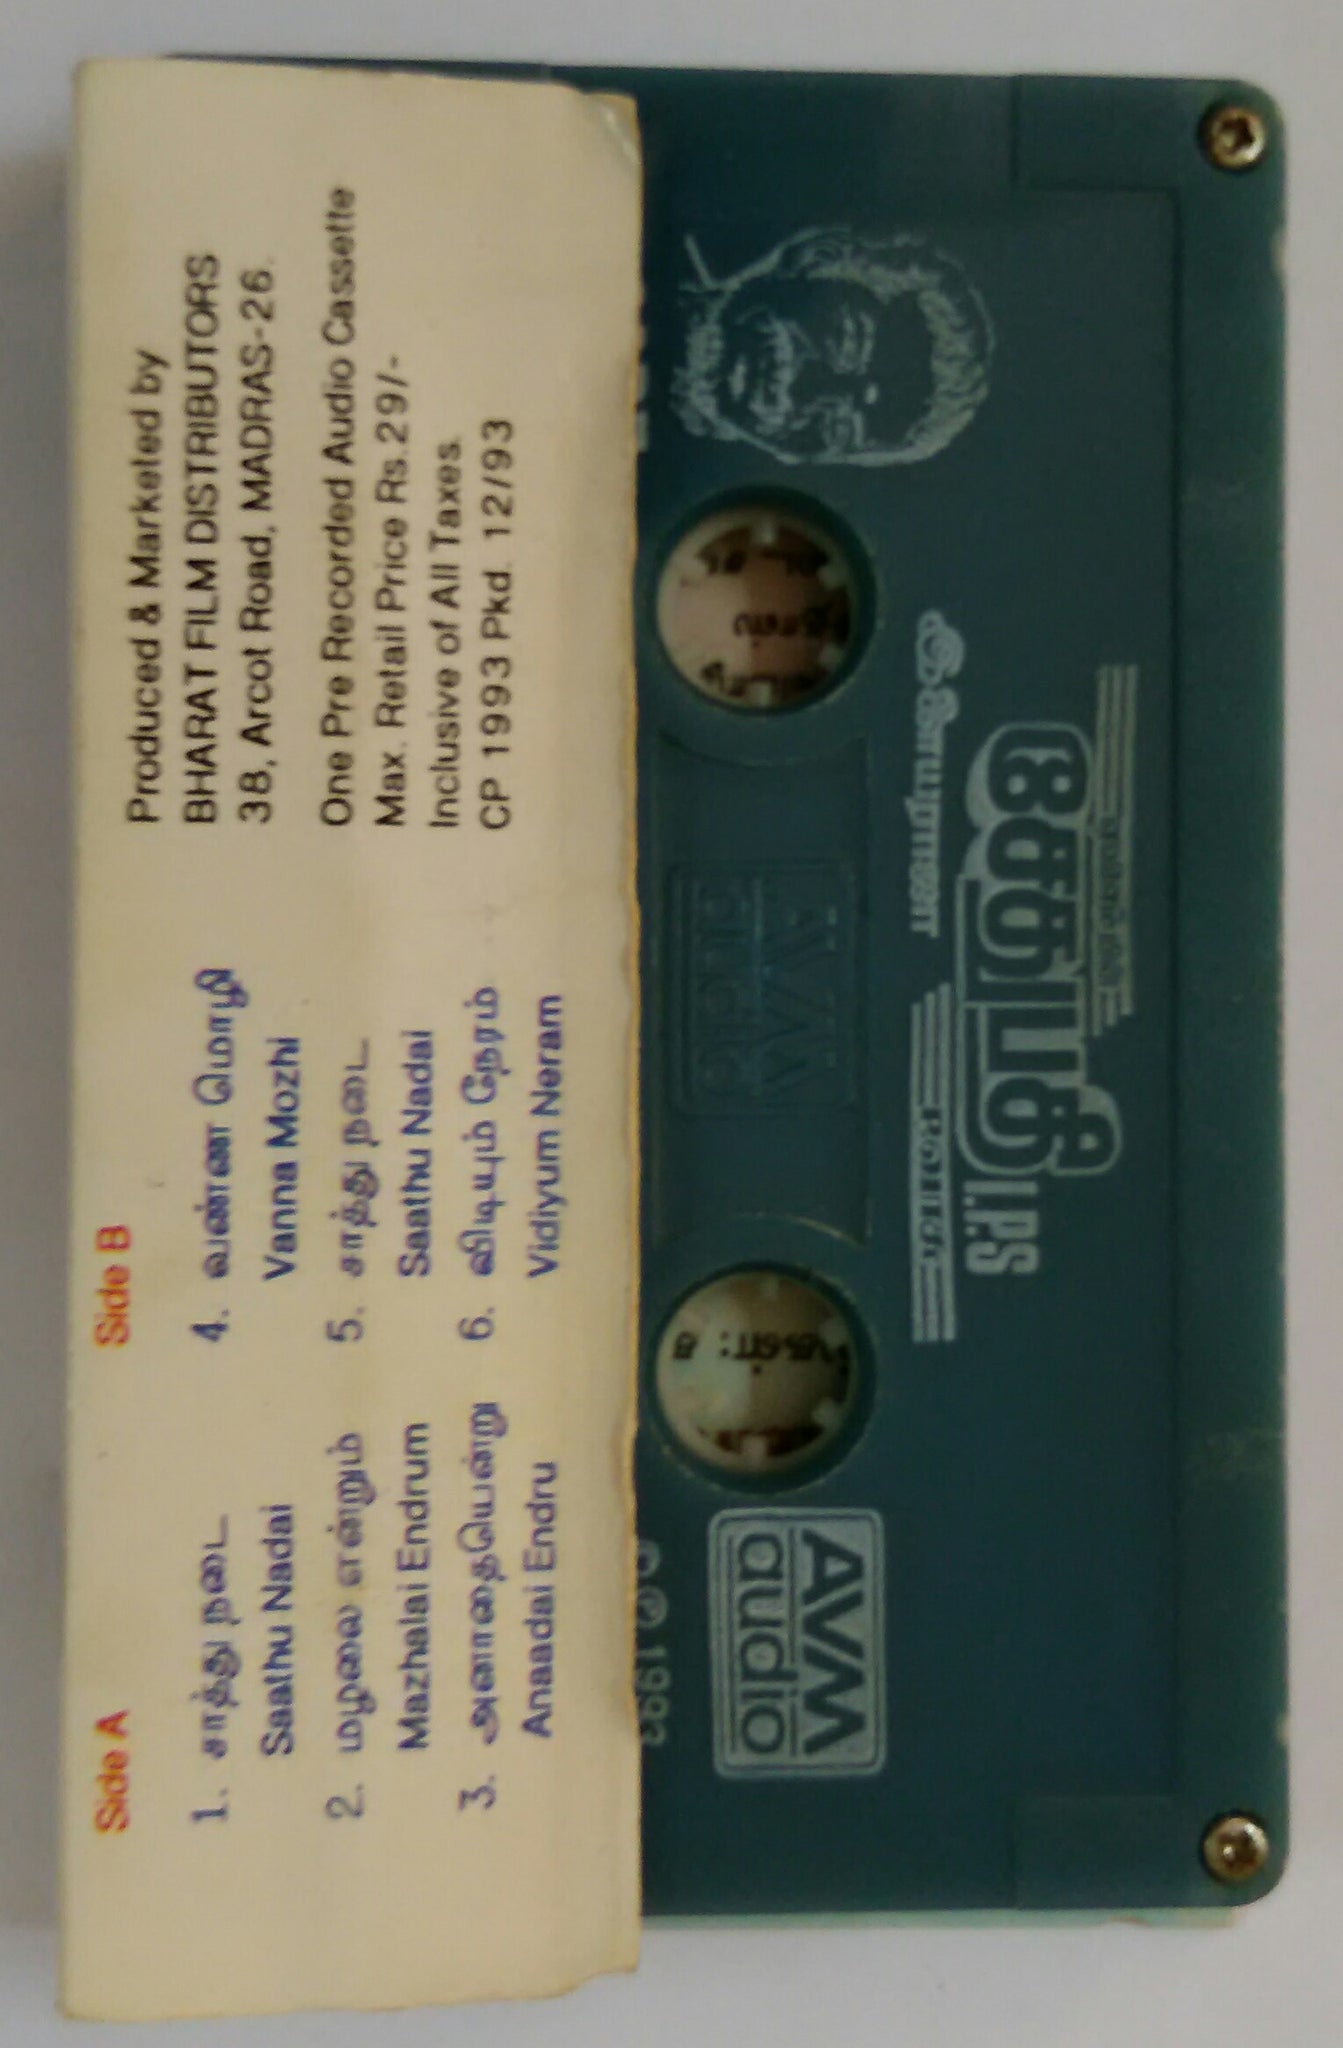 Side A
1. சாந்து நடை
Saathu Nadai
2. மழலை என்றும்
Mazhalai Endrum
3. அனாதையென்று
Anaadai Endru
Side B
4. வண்ண மொழி
Vanna Mozhi
5. சாந்து நடை
Saathu Nadai
6. விடியும் நேரம்
Vidiyum Neram
Produced & Marketed by
BHARAT FILM DISTRIBUTORS
38, Arcot Road, MADRAS-26.
One Pre Recorded Audio Cassette
Max. Retail Price Rs.29/-
Inclusive of All Taxes.
CP 1993 Pkd. 12/93
சேதுபதி I.P.S
AVM
audio
AVM
audio
1993